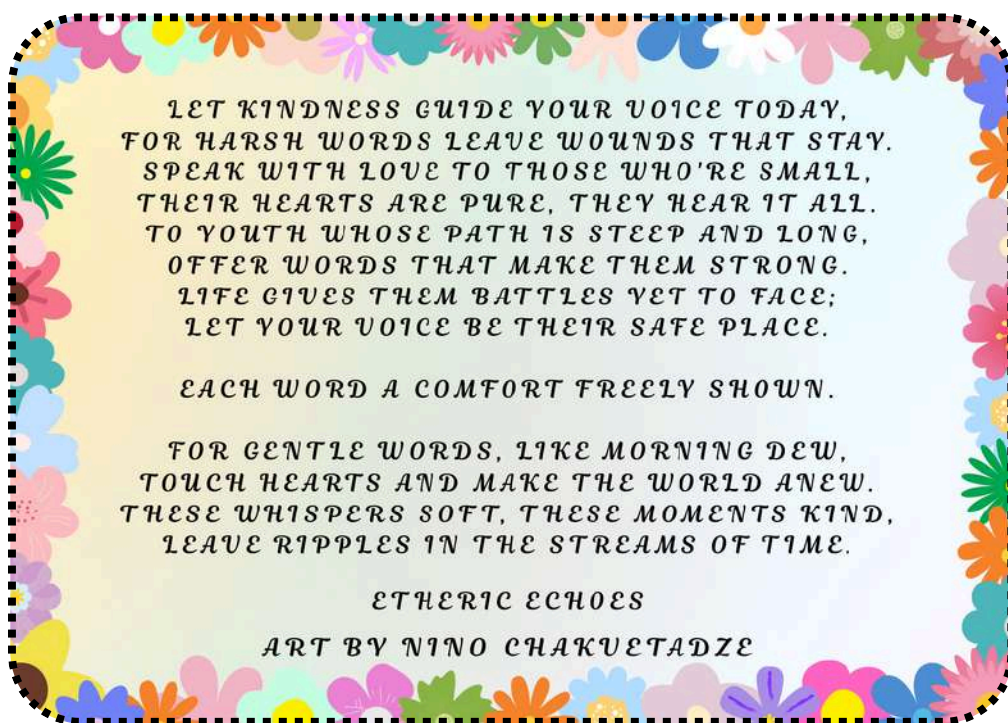 LET KINDNESS GUIDE YOUR VOICE TODAY,
FOR HARSH WORDS LEAVE WOUNDS THAT STAY.
SPEAK WITH LOVE TO THOSE WHO'RE SMALL,
THEIR HEARTS ARE PURE, THEY HEAR IT ALL.
TO YOUTH WHOSE PATH IS STEEP AND LONG,
OFFER WORDS THAT MAKE THEM STRONG.
LIFE GIVES THEM BATTLES YET TO FACE;
LET YOUR VOICE BE THEIR SAFE PLACE.
EACH WORD A COMFORT FREELY SHOWN.
FOR GENTLE WORDS, LIKE MORNING DEW,
TOUCH HEARTS AND MAKE THE WORLD ANEW.
THESE WHISPERS SOFT, THESE MOMENTS KIND,
LEAVE RIPPLES IN THE STREAMS OF TIME.
ETHERIC ECHOES
ART BY NINO CHAKVETADZE